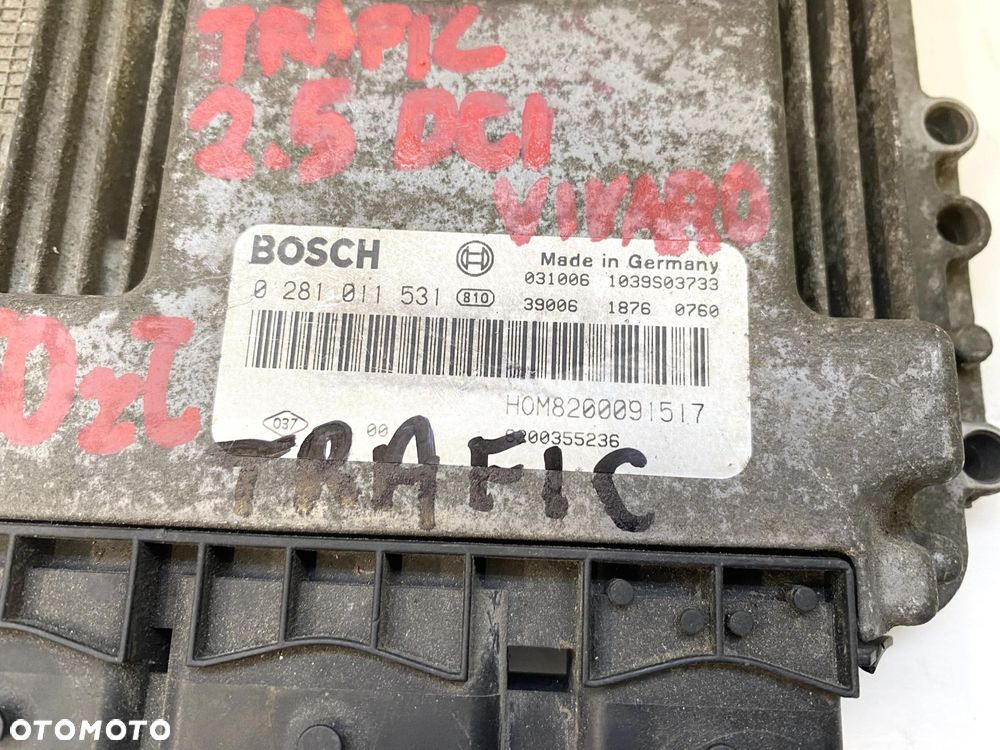 TRAFIC
2.5 DCI
VIVARO
BOSCH
Made in Germany
0 281 011 531 810
031006 1039S03733
39006 1876 0760
HOM8200091517
037
00
8200355236
TRAFIC
OTOMOTO